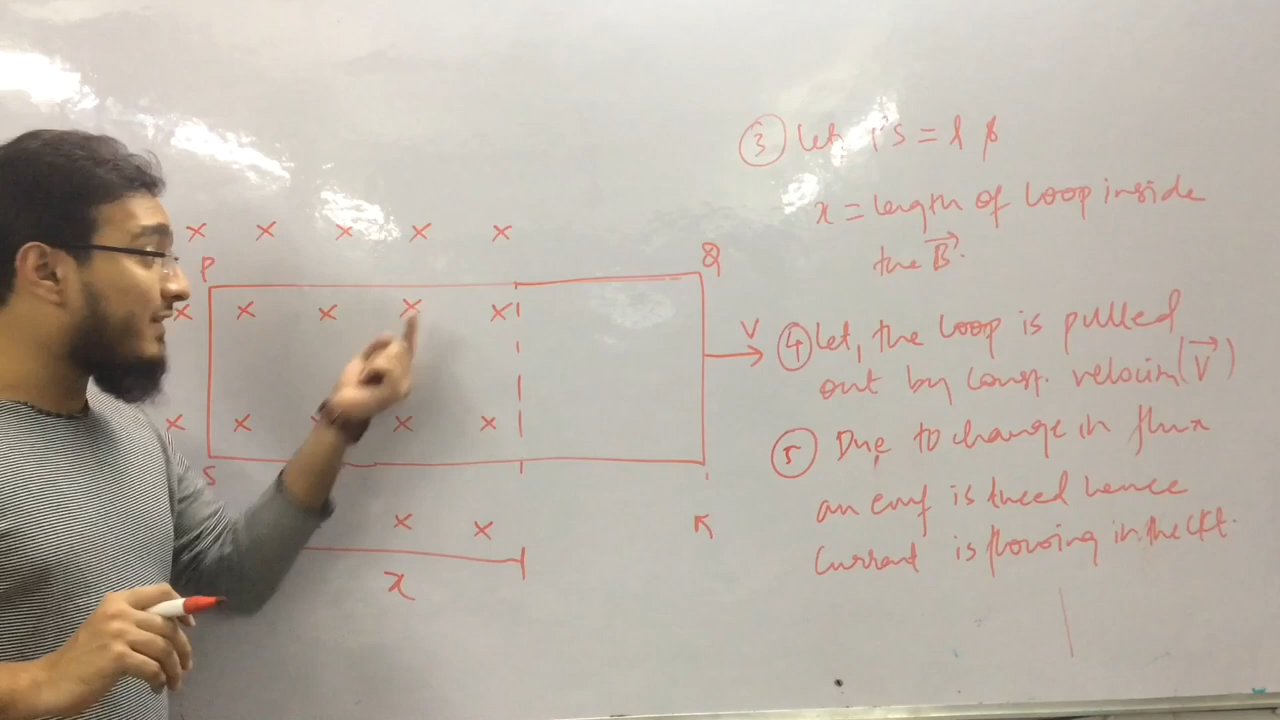 ③ Let, PS = l
x = length of loop inside
the B⃗.
④ Let, the loop is pulled
out by const. velocity (V⃗)
⑤ Due to change in flux
an emf is
hence
Current is flowing in the ckt.
x x x x x
P Q
x x x x x
V
x x x x
S
x x
R
x